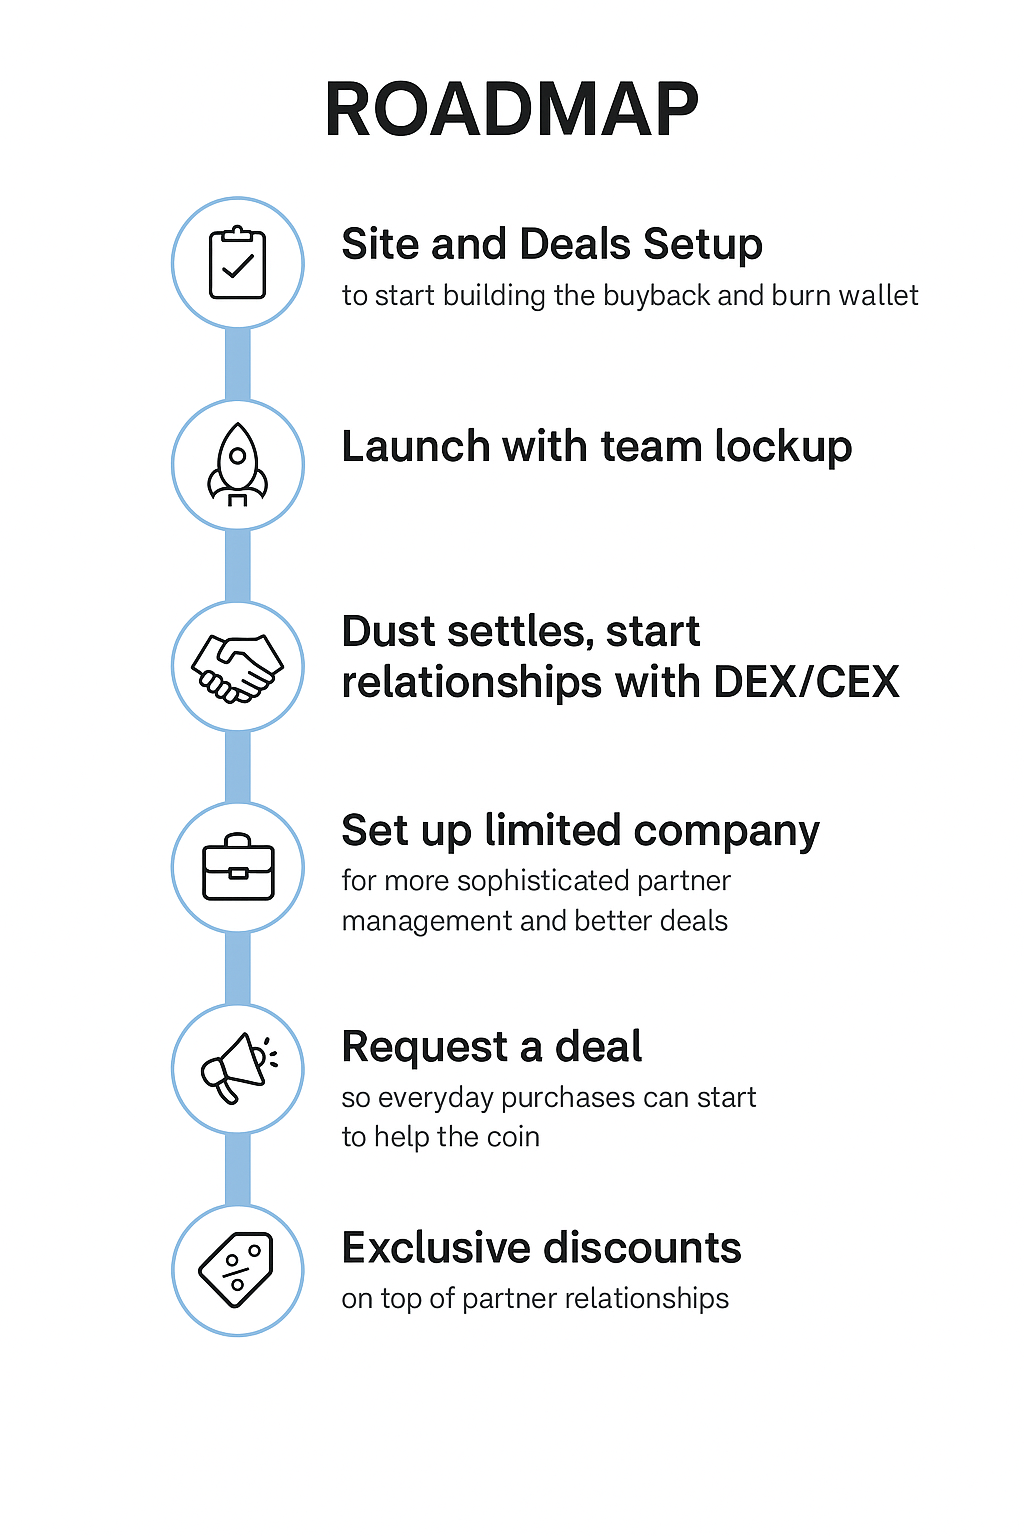 ROADMAP
Site and Deals Setup
to start building the buyback and burn wallet
Launch with team lockup
Dust settles, start
relationships with DEX/CEX
Set up limited company
for more sophisticated partner
management and better deals
Request a deal
so everyday purchases can start
to help the coin
Exclusive discounts
on top of partner relationships